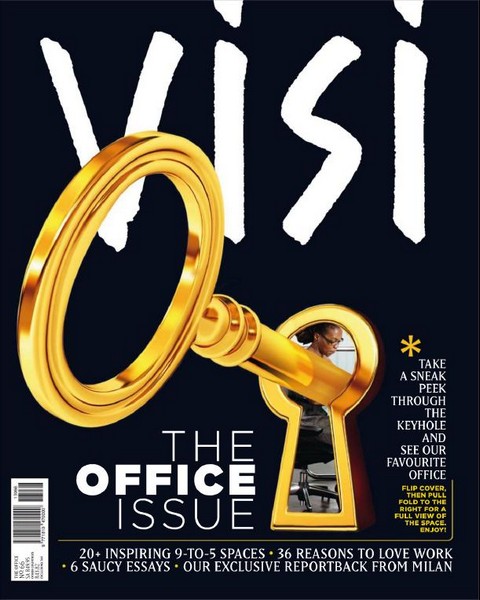 visi
*
TAKE
A SNEAK
PEEK
THROUGH
THE
KEYHOLE
AND
SEE OUR
FAVOURITE
OFFICE
FLIP COVER,
THEN PULL
FOLD TO THE
RIGHT FOR A
FULL VIEW OF
THE SPACE.
ENJOY!
THE
OFFICE
ISSUE
20+ INSPIRING 9-TO-5 SPACES • 36 REASONS TO LOVE WORK
• 6 SAUCY ESSAYS • OUR EXCLUSIVE REPORTBACK FROM MILAN